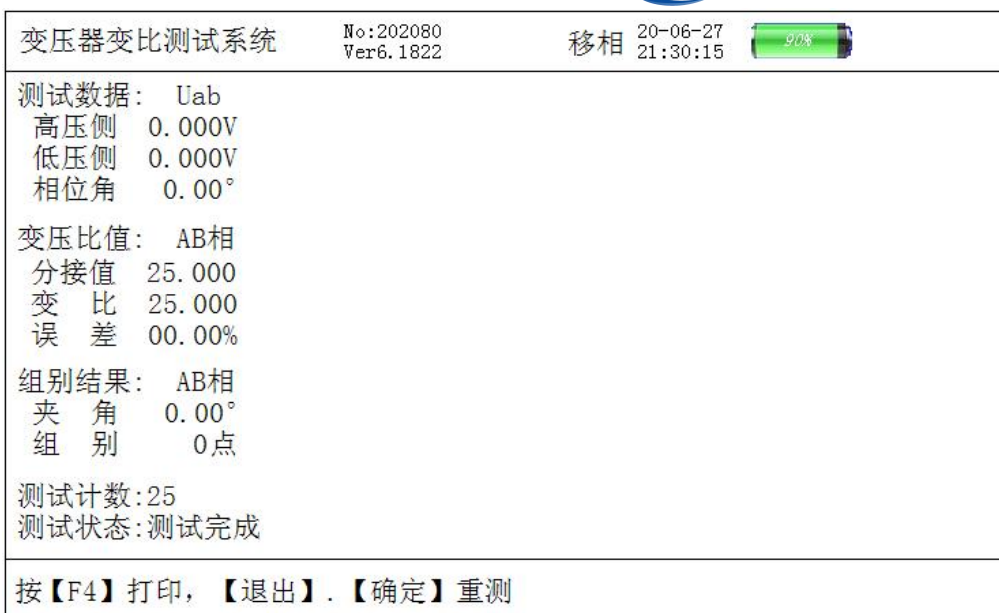 变压器变比测试系统 No:202080 Ver6.1822 移相 20-06-27 21:30:15 90%
测试数据: Uab
高压侧 0.000V
低压侧 0.000V
相位角 0.00°
变压比值: AB相
分接值 25.000
变 比 25.000
误 差 00.00%
组别结果: AB相
夹 角 0.00°
组 别 0点
测试计数:25
测试状态:测试完成
按【F4】打印，【退出】.【确定】重测